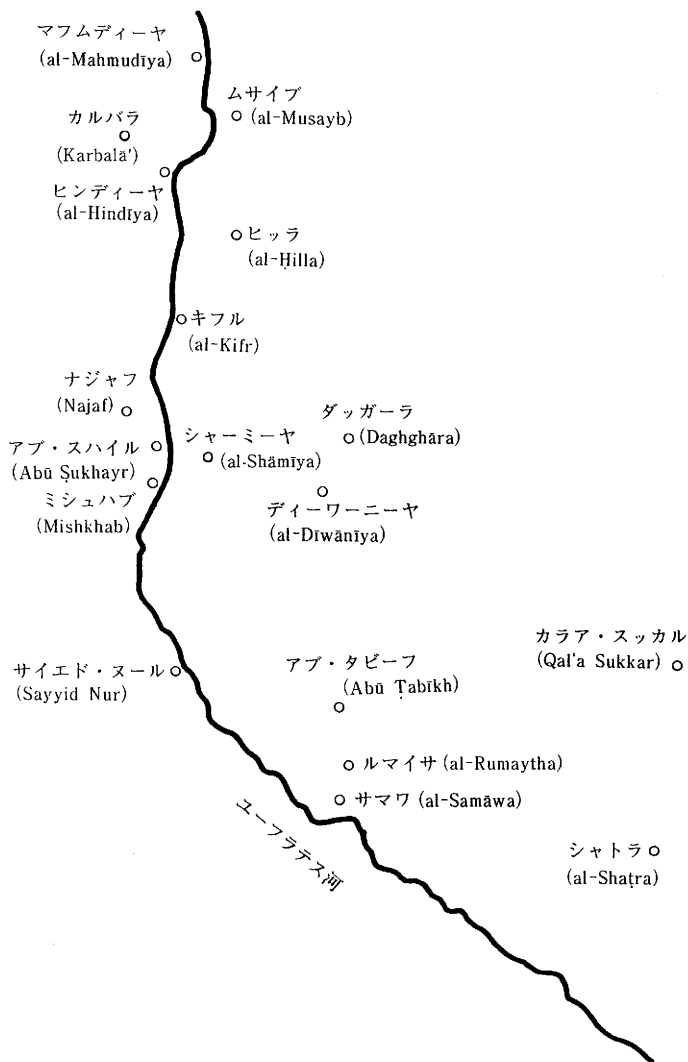 マフムディーヤ
(al-Mahmudīya)
ムサイブ
(al-Musayb)
カルバラ
(Karbalā')
ヒンディーヤ
(al-Hindīya)
ヒッラ
(al-Ḥilla)
キフル
(al-Kifr)
ナジャフ
(Najaf)
ダッガーラ
(Daghghāra)
アブ・スハイル
(Abū Ṣukhayr)
シャーミーヤ
(al-Shāmīya)
ミシュハブ
(Mishkhab)
ディーワーニーヤ
(al-Dīwānīya)
カラア・スッカル
(Qal'a Sukkar)
サイエド・ヌール
(Sayyid Nur)
アブ・タビーフ
(Abū Ṭabīkh)
ルマイサ (al-Rumaytha)
サマワ (al-Samāwa)
ユーフラテス河
シャトラ
(al-Shaṭra)